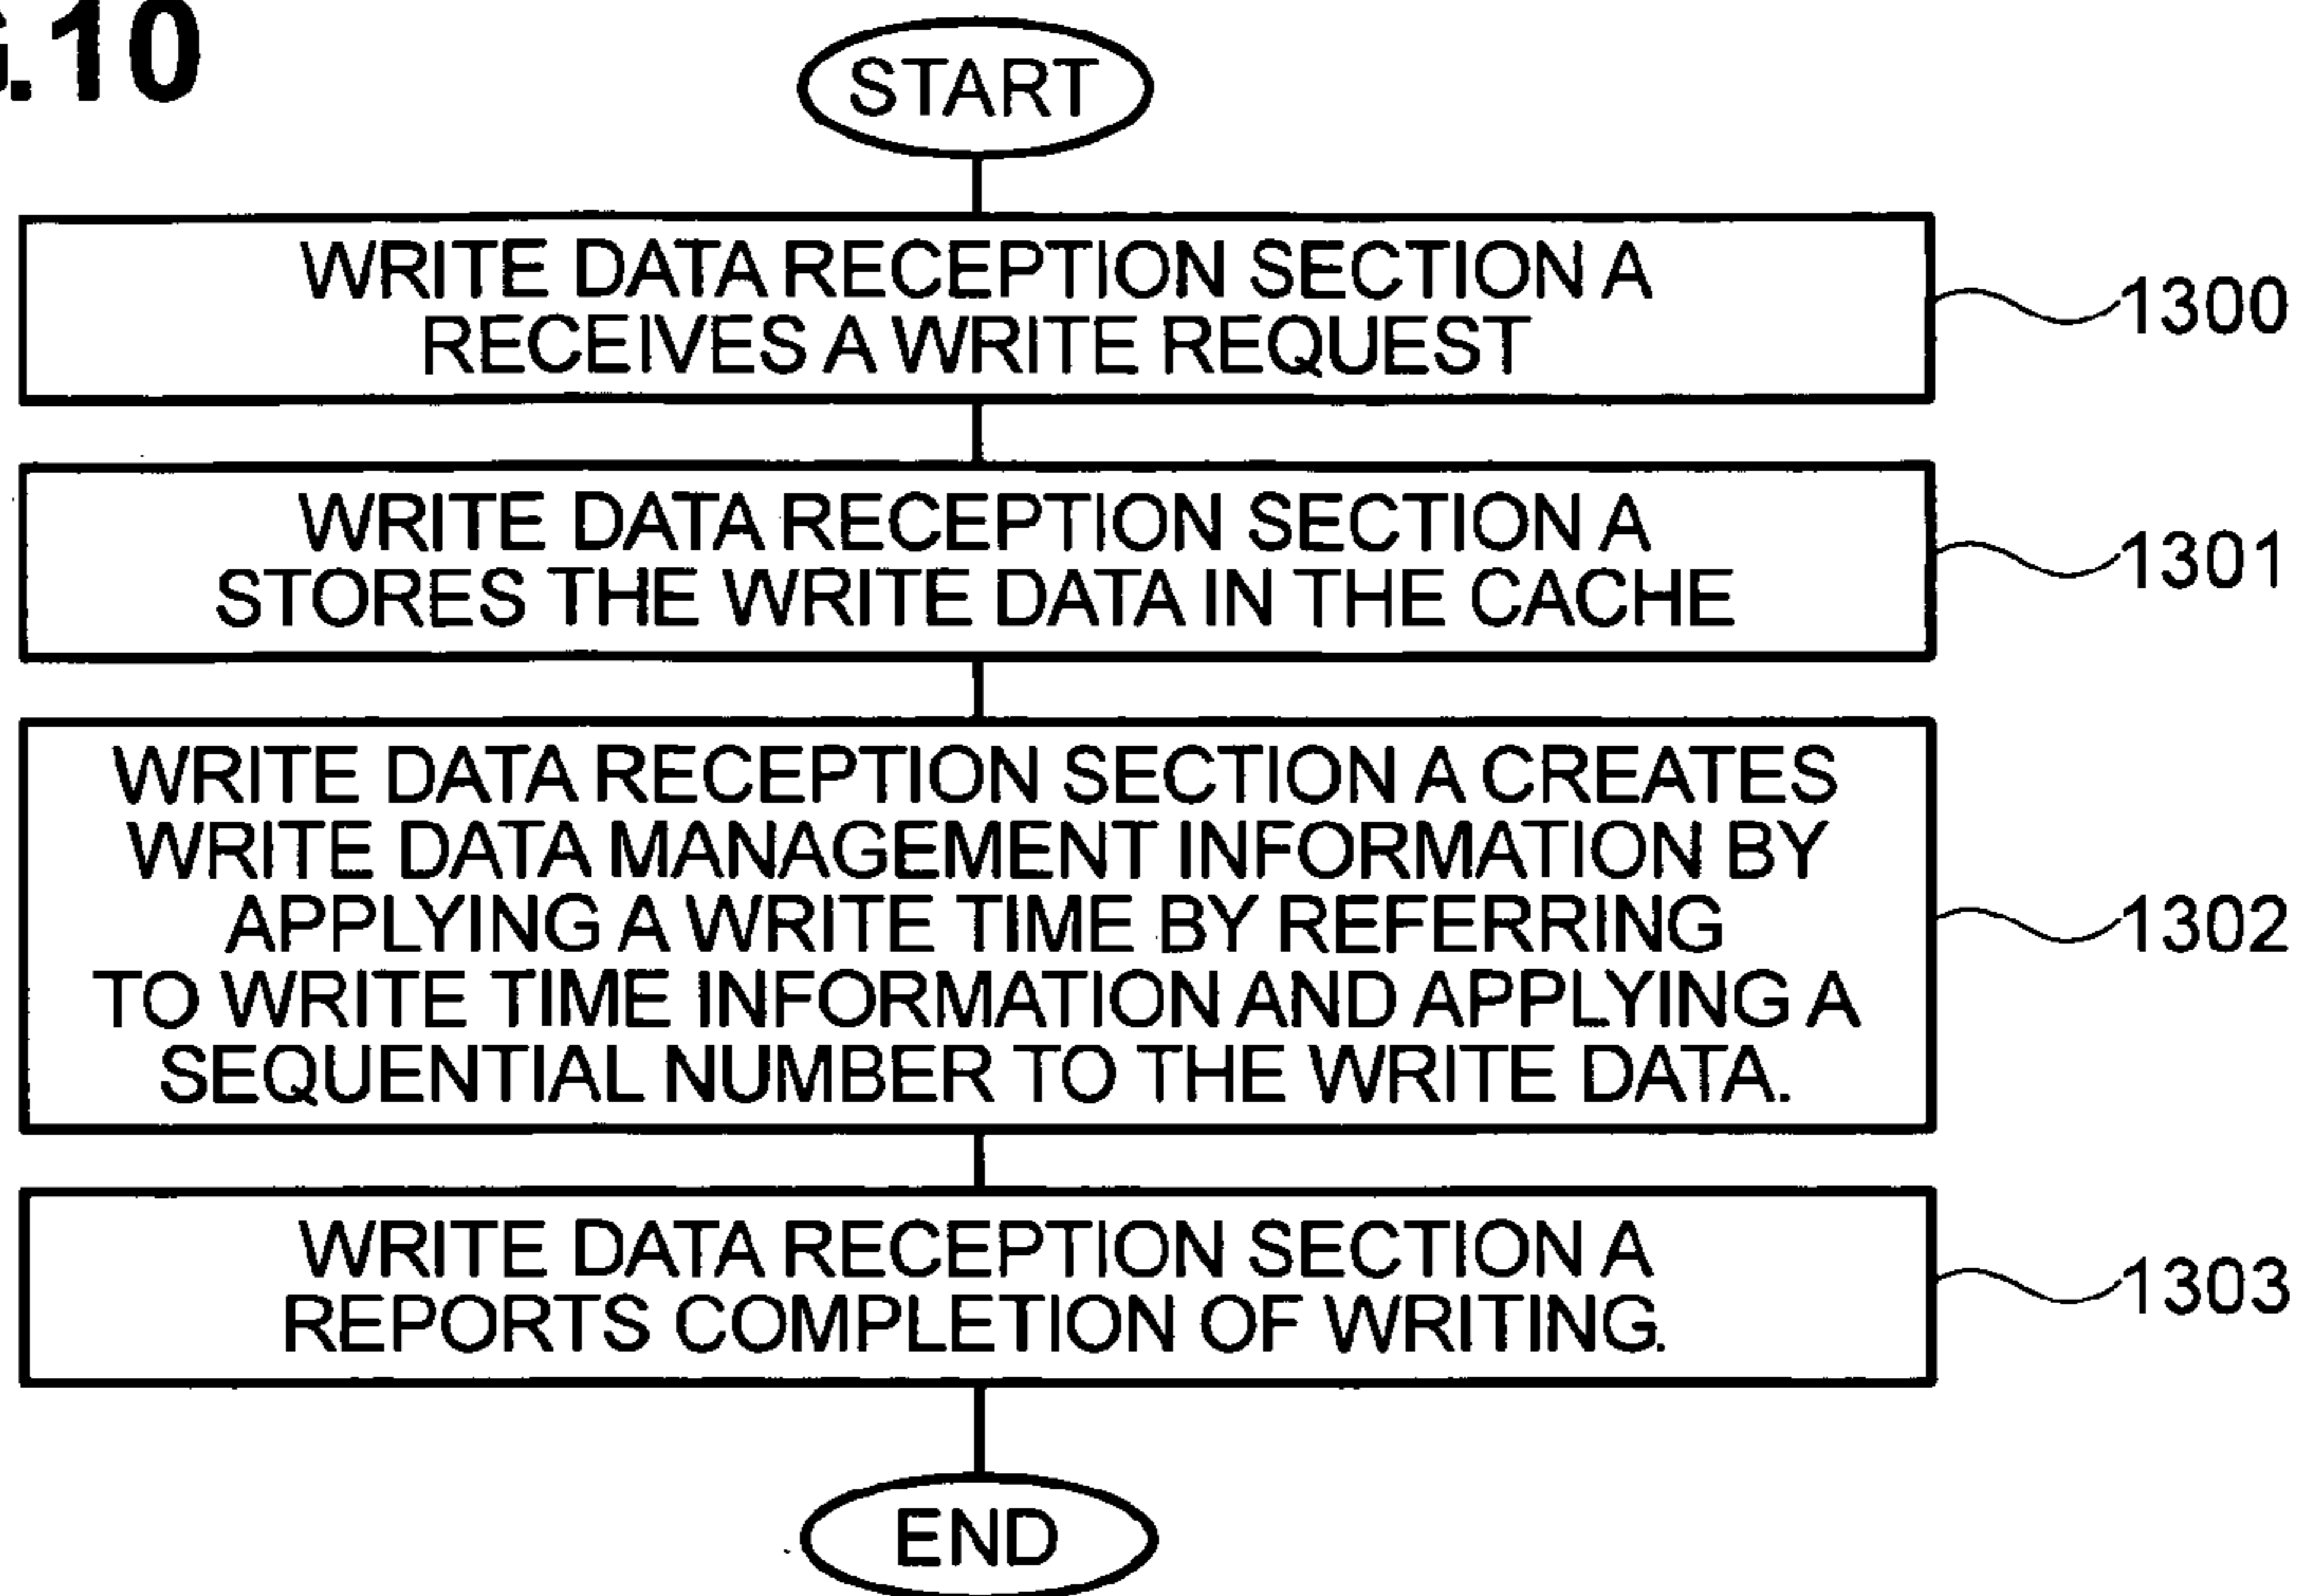 G.10
START
WRITE DATA RECEPTION SECTION A
RECEIVES A WRITE REQUEST
1300
WRITE DATA RECEPTION SECTION A
STORES THE WRITE DATA IN THE CACHE
1301
WRITE DATA RECEPTION SECTION A CREATES
WRITE DATA MANAGEMENT INFORMATION BY
APPLYING A WRITE TIME BY REFERRING
TO WRITE TIME INFORMATION AND APPLYING A
SEQUENTIAL NUMBER TO THE WRITE DATA.
1302
WRITE DATA RECEPTION SECTION A
REPORTS COMPLETION OF WRITING.
1303
END